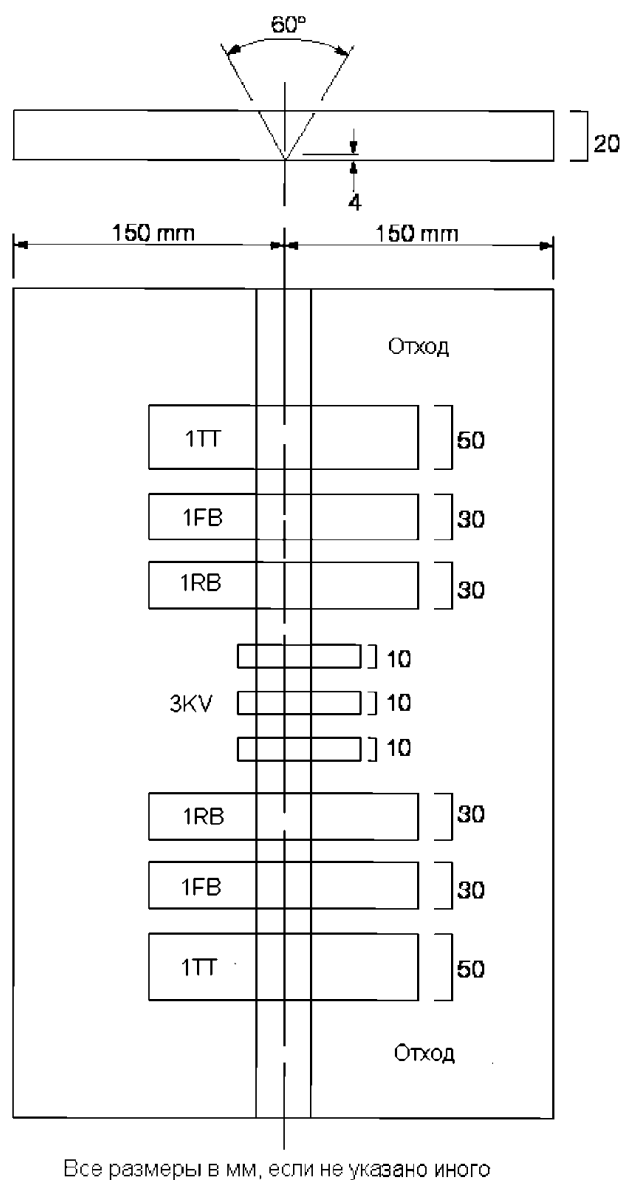 60°
20
4
150 mm
150 mm
Отход
1TT
50
1FB
30
1RB
30
10
3KV
10
10
1RB
30
1FB
30
1TT
50
Отход
Все размеры в мм, если не указано иного